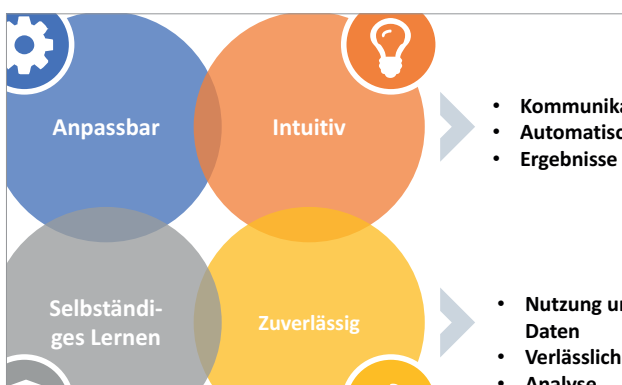 Anpassbar
Intuitiv
• Kommunika
• Automatisc
• Ergebnisse
Selbständi-
ges Lernen
Zuverlässig
• Nutzung u
Daten
• Verlässlich
• Analyse